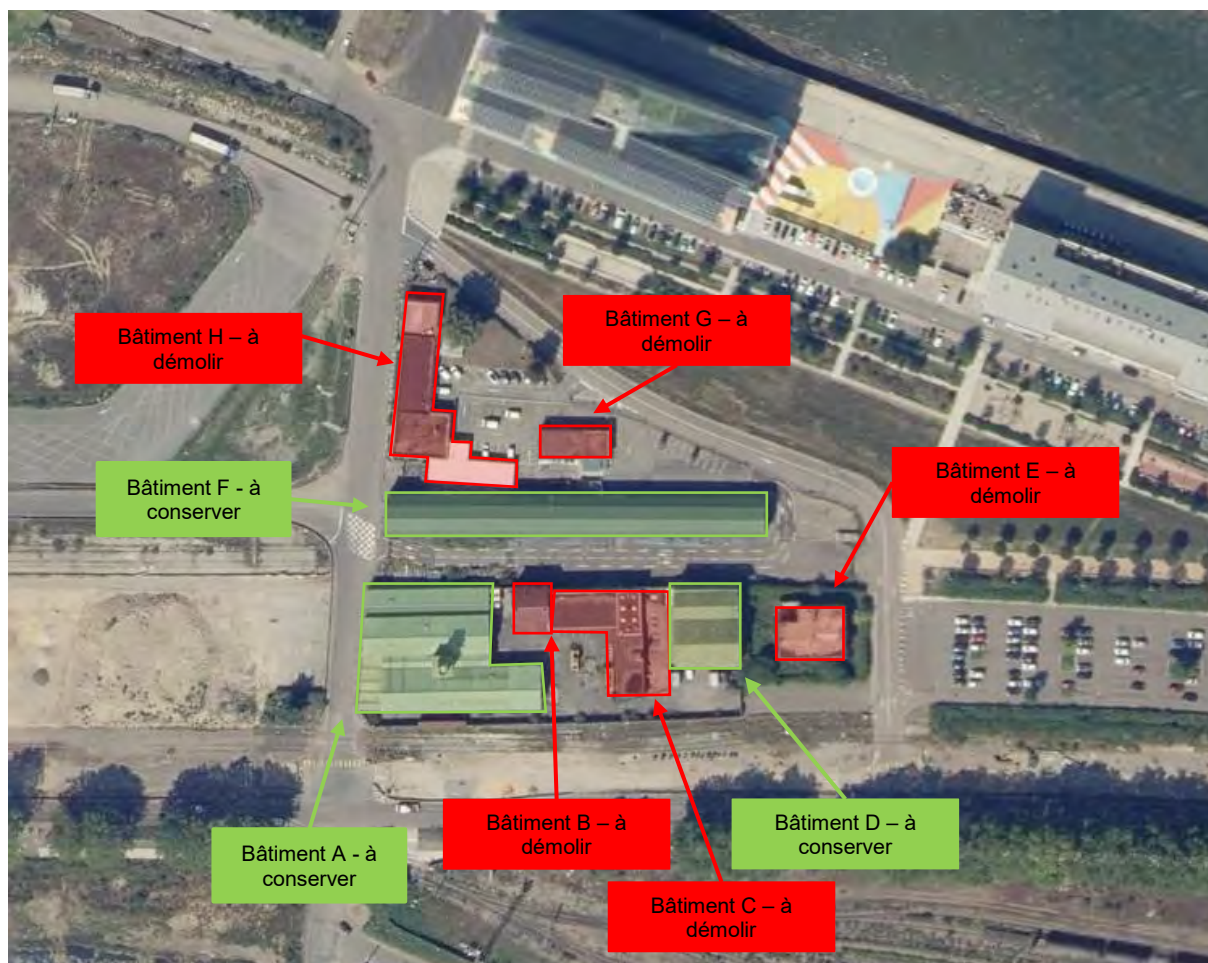 Bâtiment H – à
démolir
Bâtiment G – à
démolir
Bâtiment F - à
conserver
Bâtiment E – à
démolir
Bâtiment B – à
démolir
Bâtiment D – à
conserver
Bâtiment A - à
conserver
Bâtiment C – à
démolir